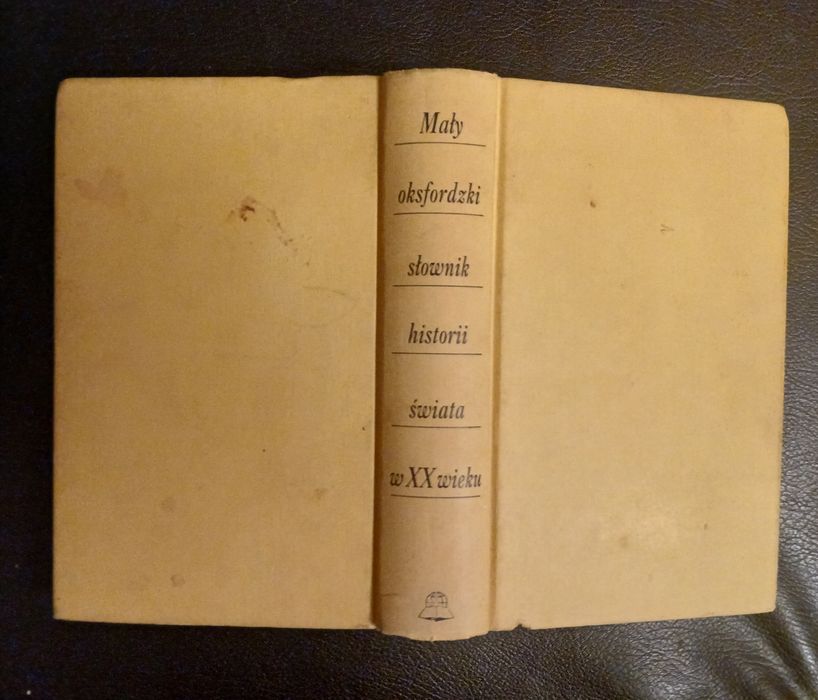 Mały
oksfordzki
słownik
historii
świata
w XX wieku